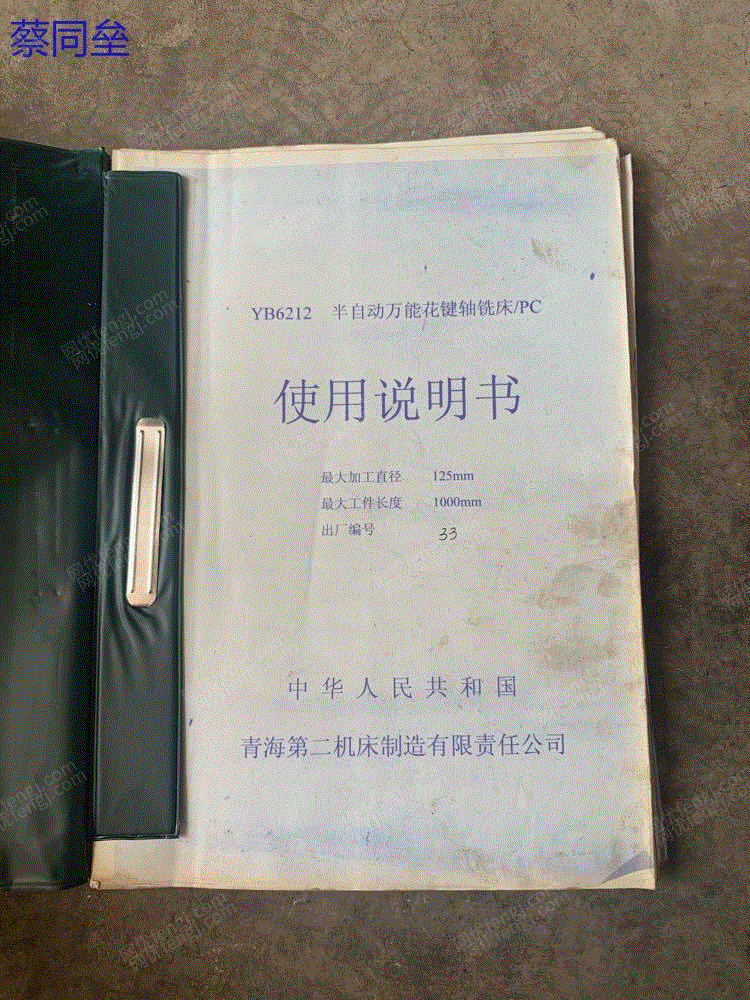 蔡同垒
YB6212 半自动万能花键轴铣床/PC
使用说明书
最大加工直径 125mm
最大工件长度 1000mm
出厂编号 33
中华人民共和国
青海第二机床制造有限责任公司